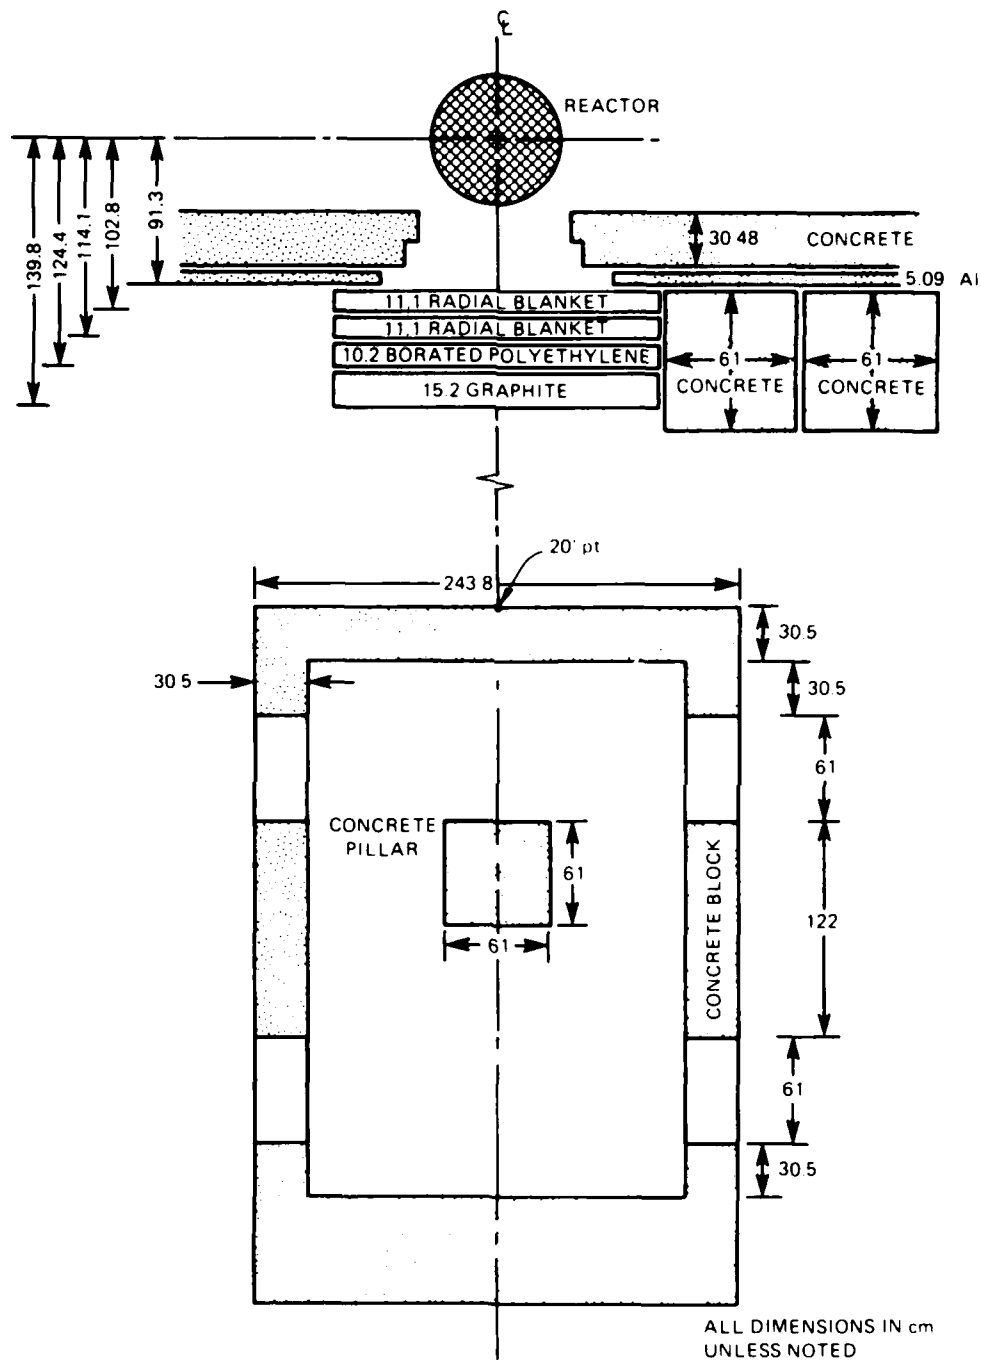 ℄
REACTOR
139.8
124.4
114.1
102.8
91.3
30.48 CONCRETE
5.09 Al
11.1 RADIAL BLANKET
11.1 RADIAL BLANKET
10.2 BORATED POLYETHYLENE
15.2 GRAPHITE
61
CONCRETE
61
CONCRETE
20' pt
243.8
30.5
30.5
30.5
61
CONCRETE
PILLAR
61
61
CONCRETE BLOCK
122
61
30.5
ALL DIMENSIONS IN cm
UNLESS NOTED